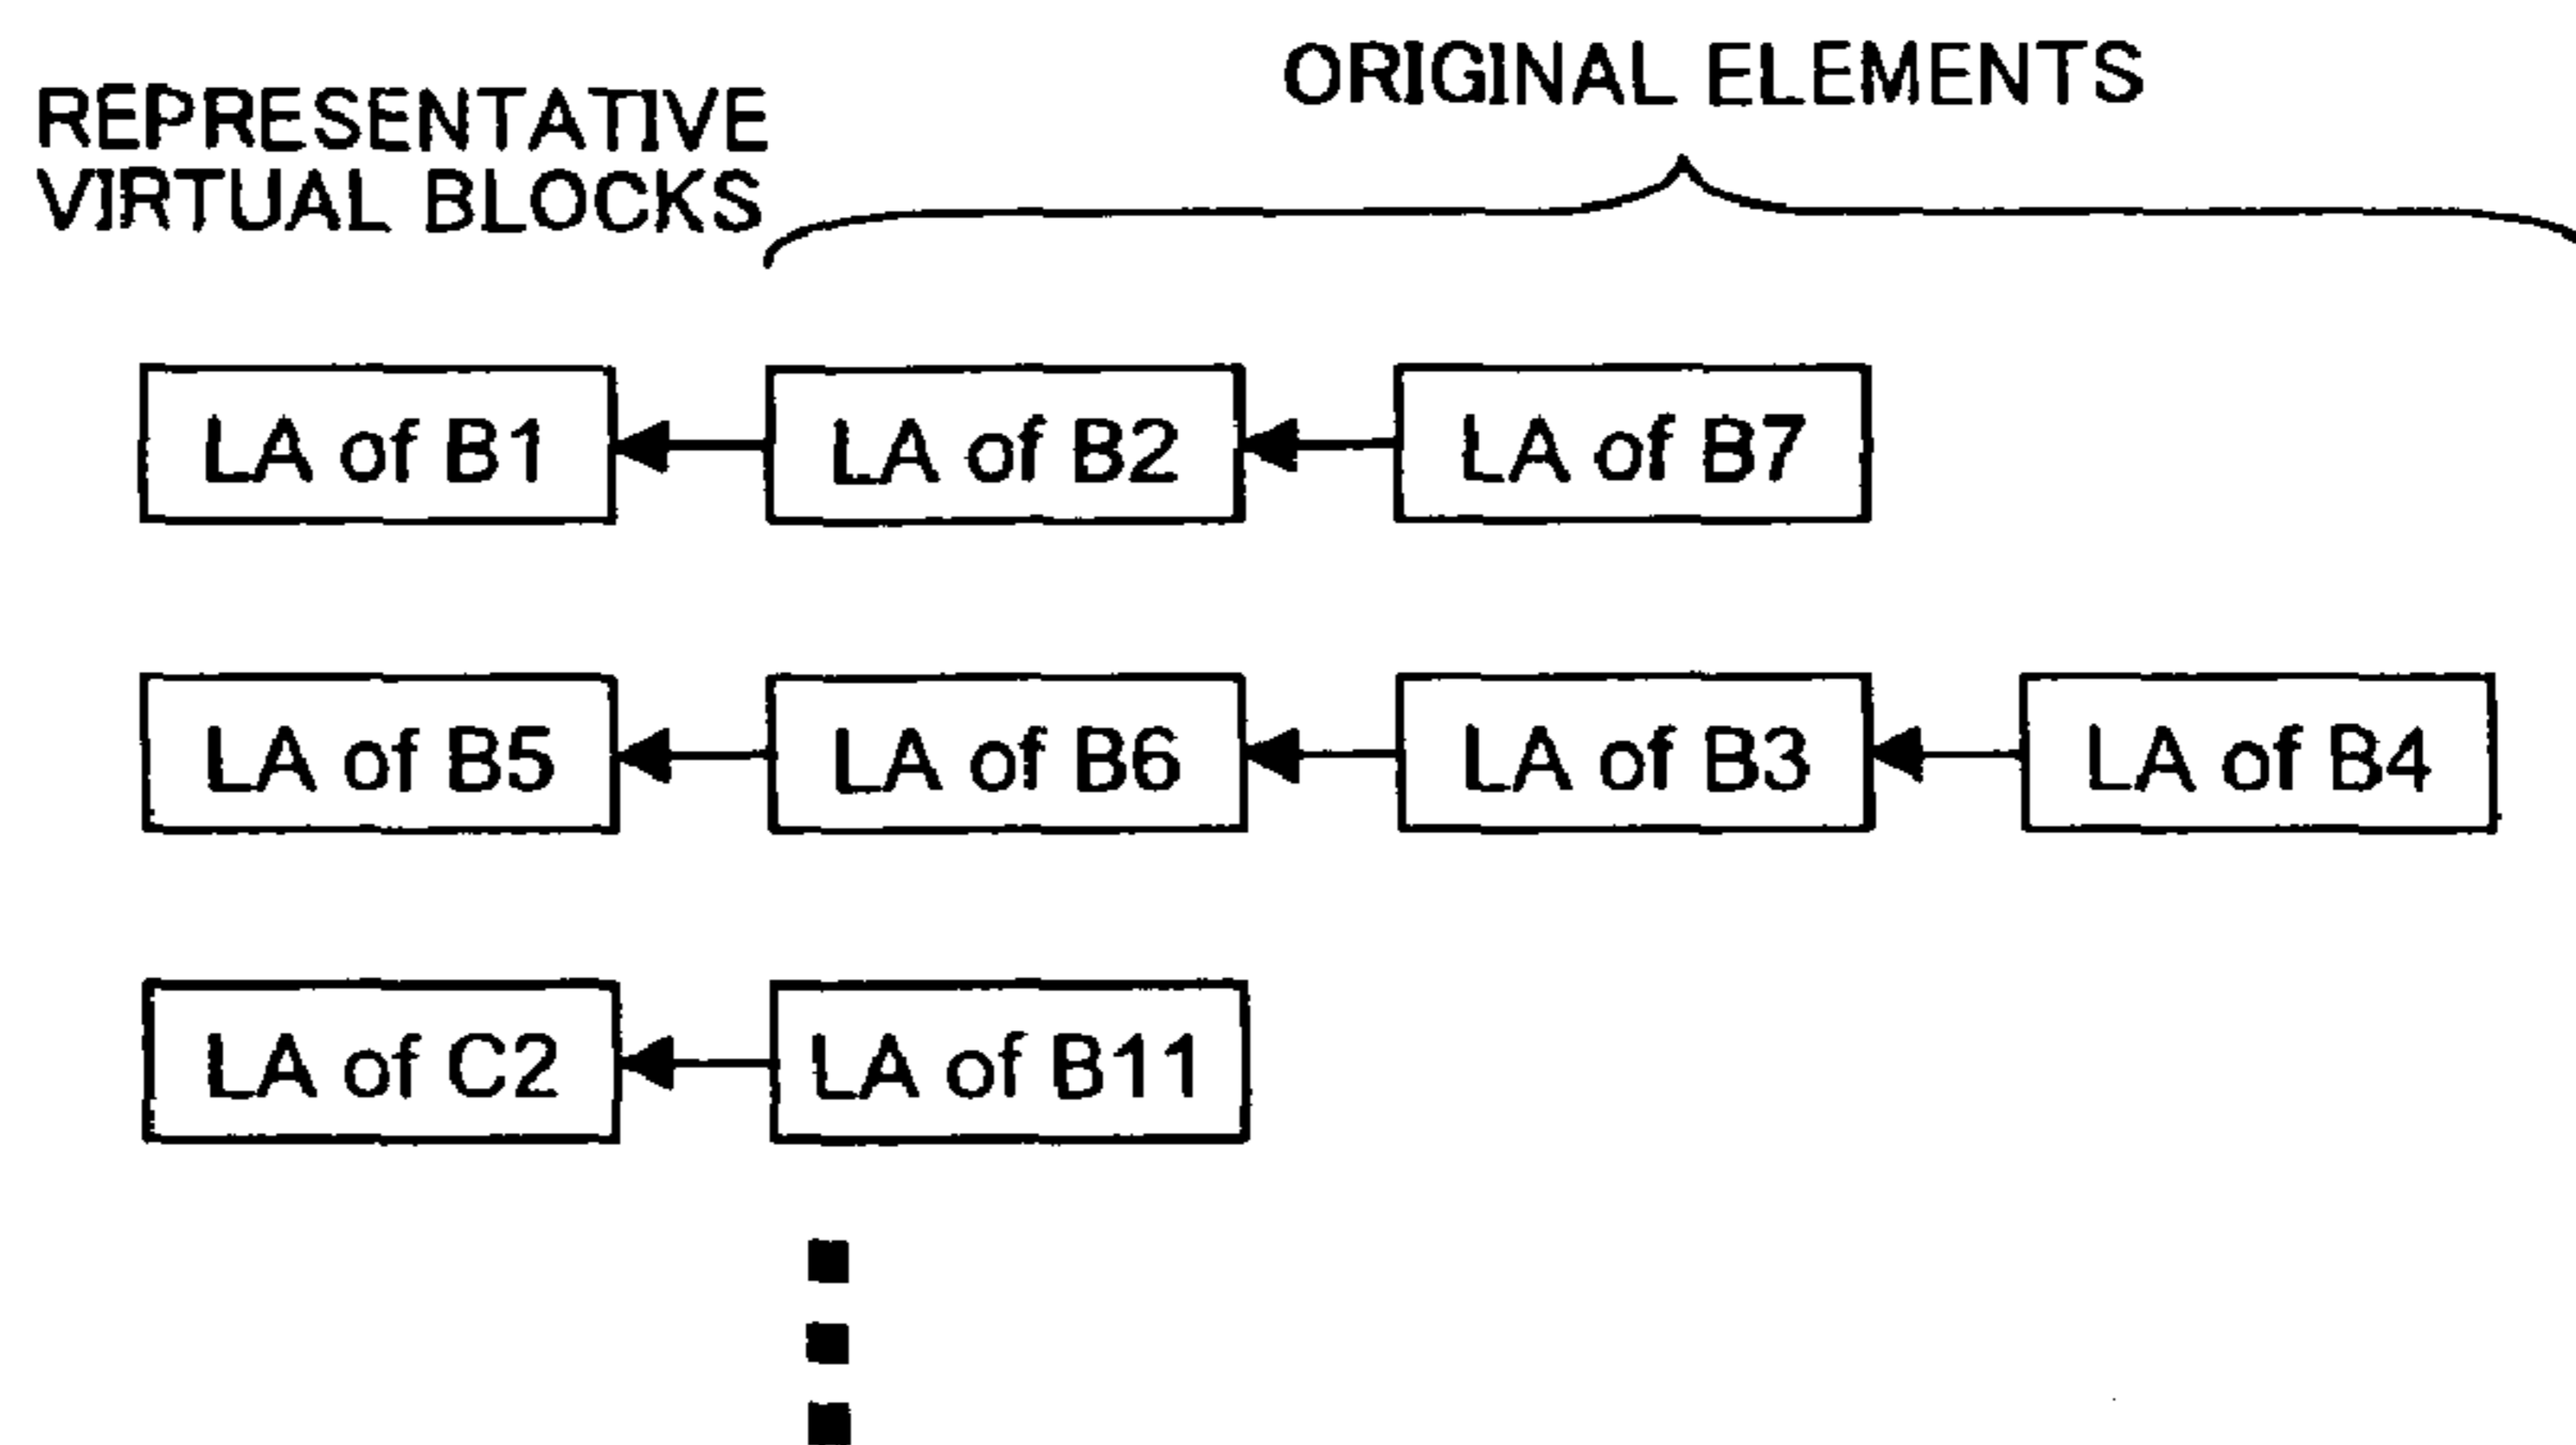 ORIGINAL ELEMENTS
REPRESENTATIVE
VIRTUAL BLOCKS
LA of B1
LA of B2
LA of B7
LA of B5
LA of B6
LA of B3
LA of B4
LA of C2
LA of B11